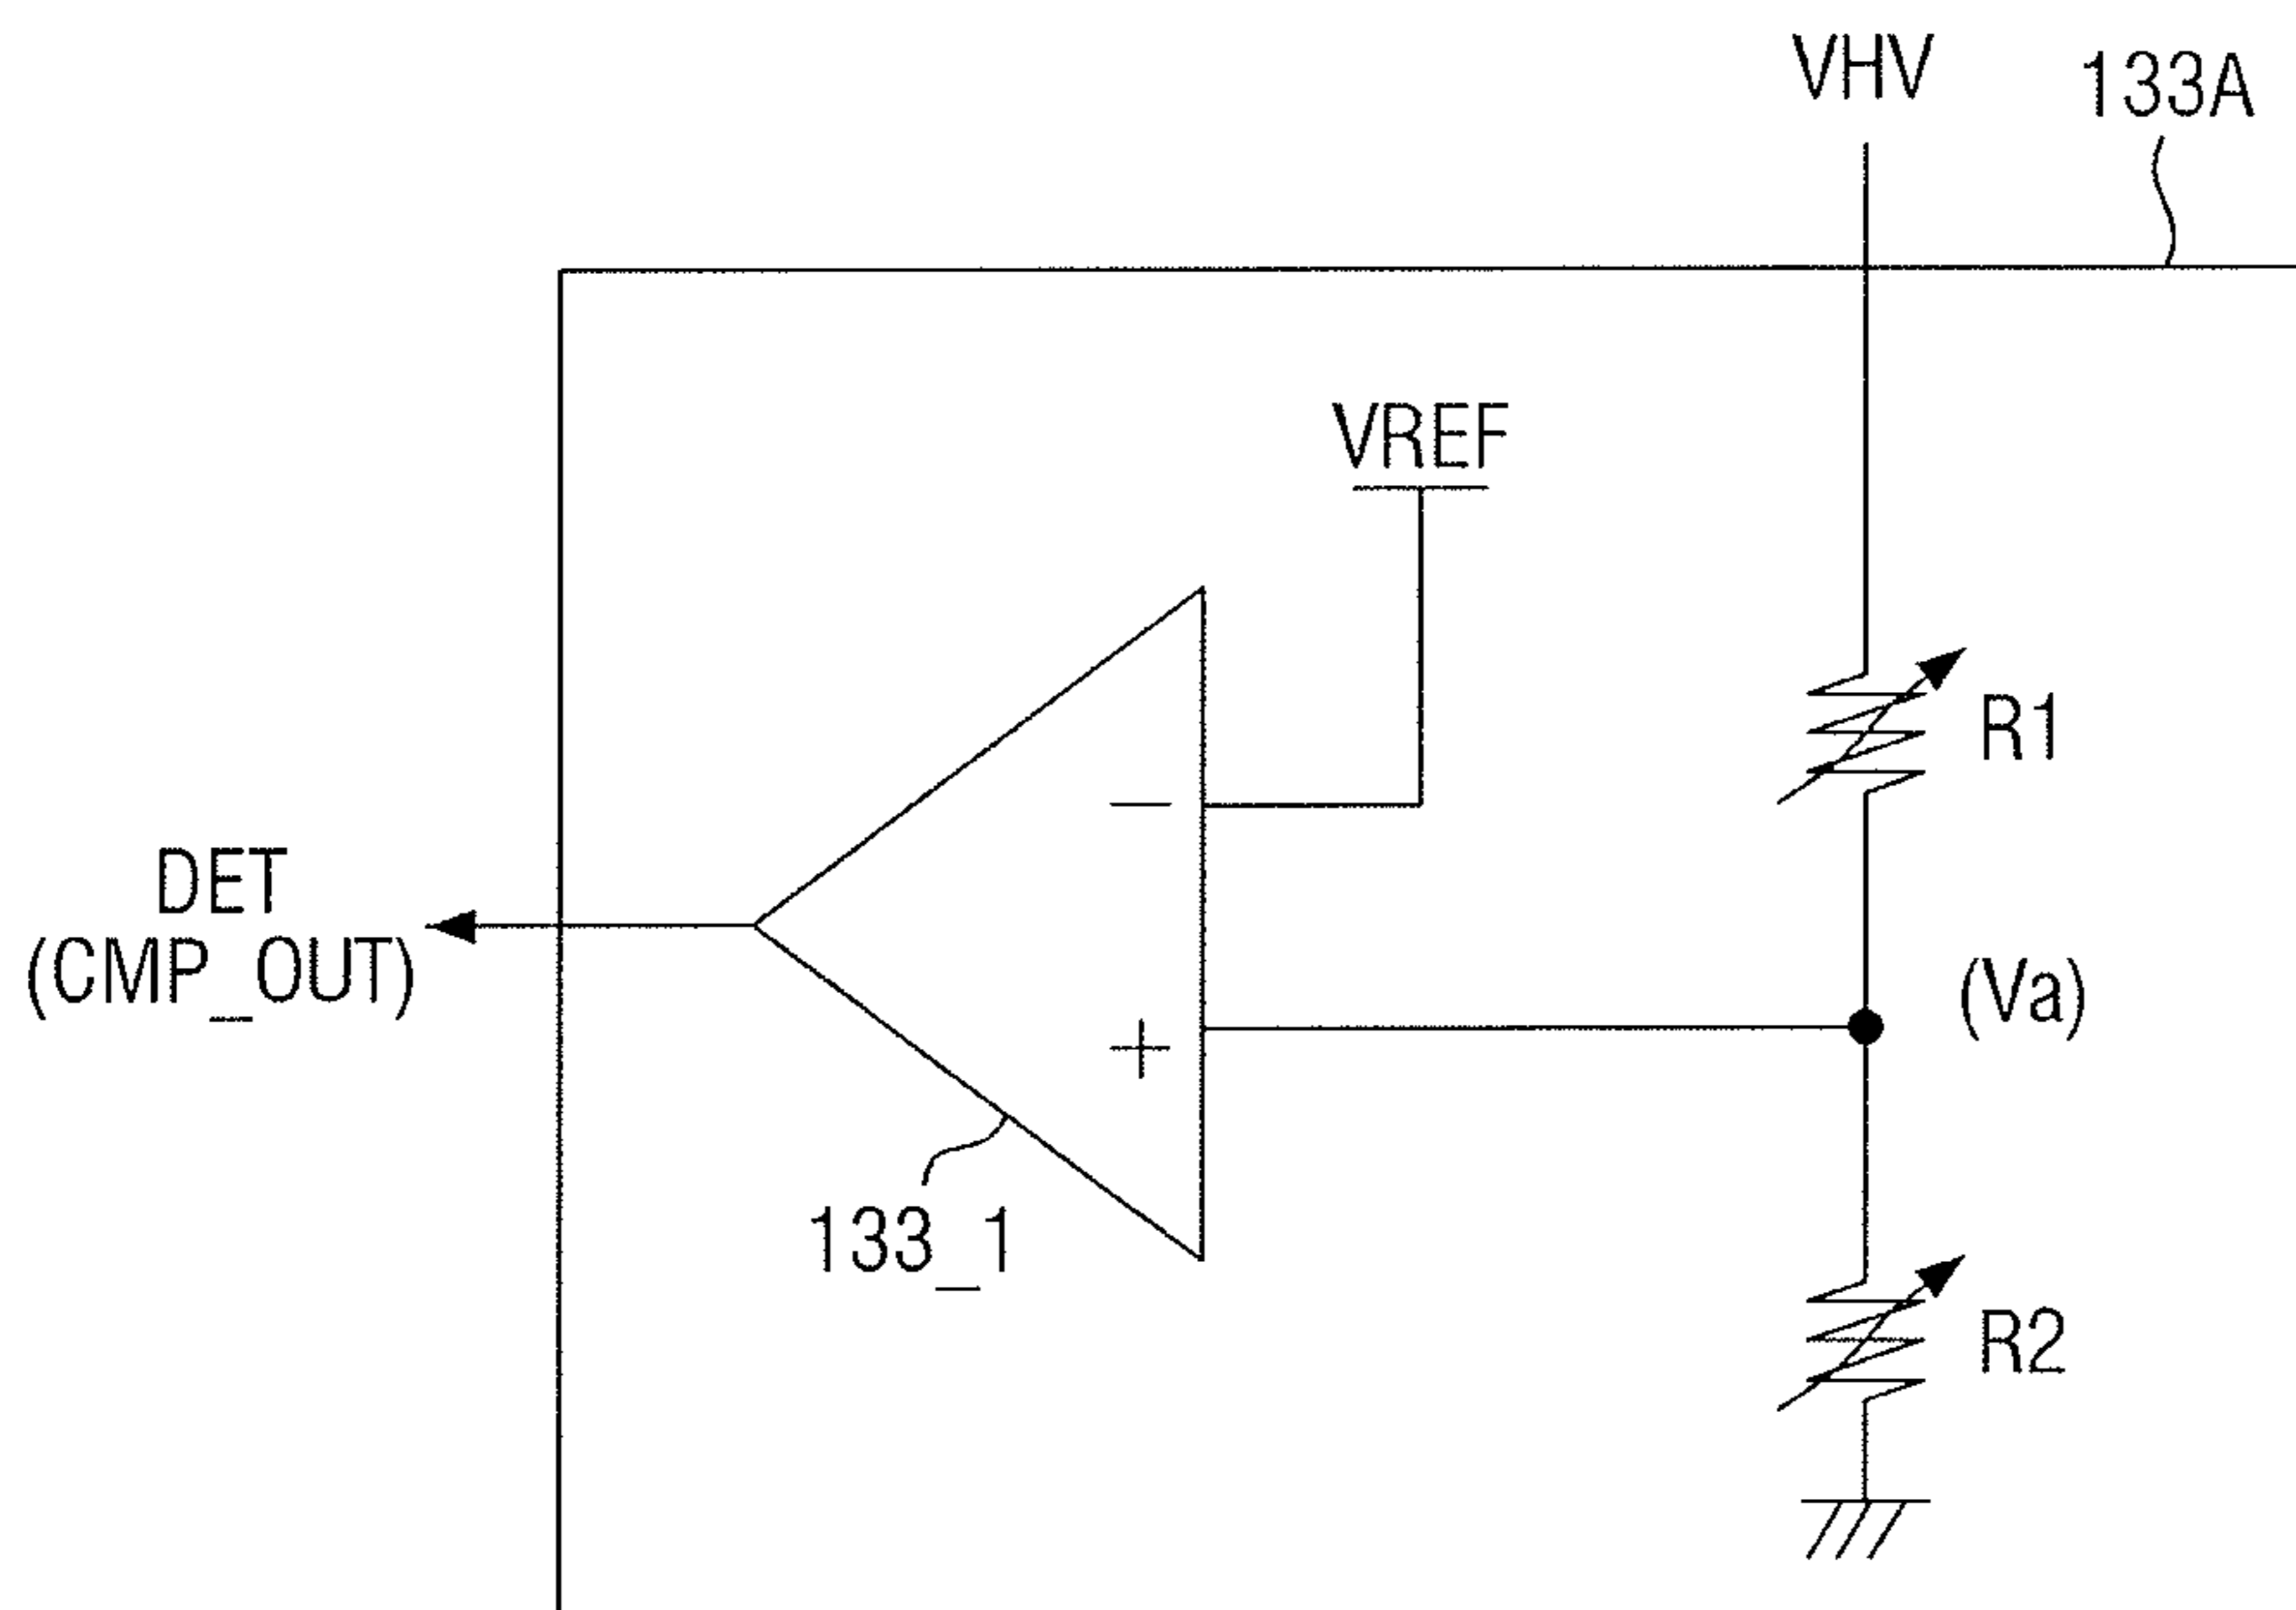 VHV
133A
VREF
R1
DET
(CMP_OUT)
−
(Va)
+
133_1
R2